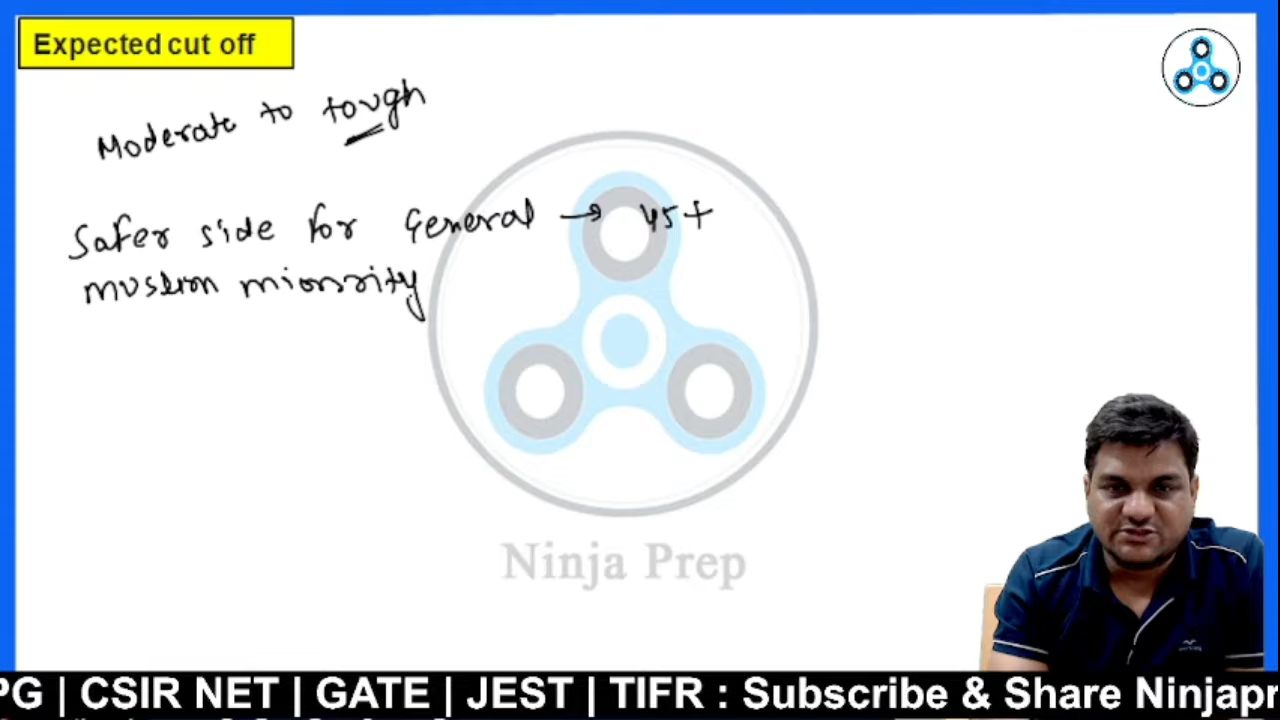 Expected cut off
Moderate to tough
Safer side for General → 45+
muslim mionrity
Ninja Prep
PG | CSIR NET | GATE | JEST | TIFR : Subscribe & Share Ninjapr